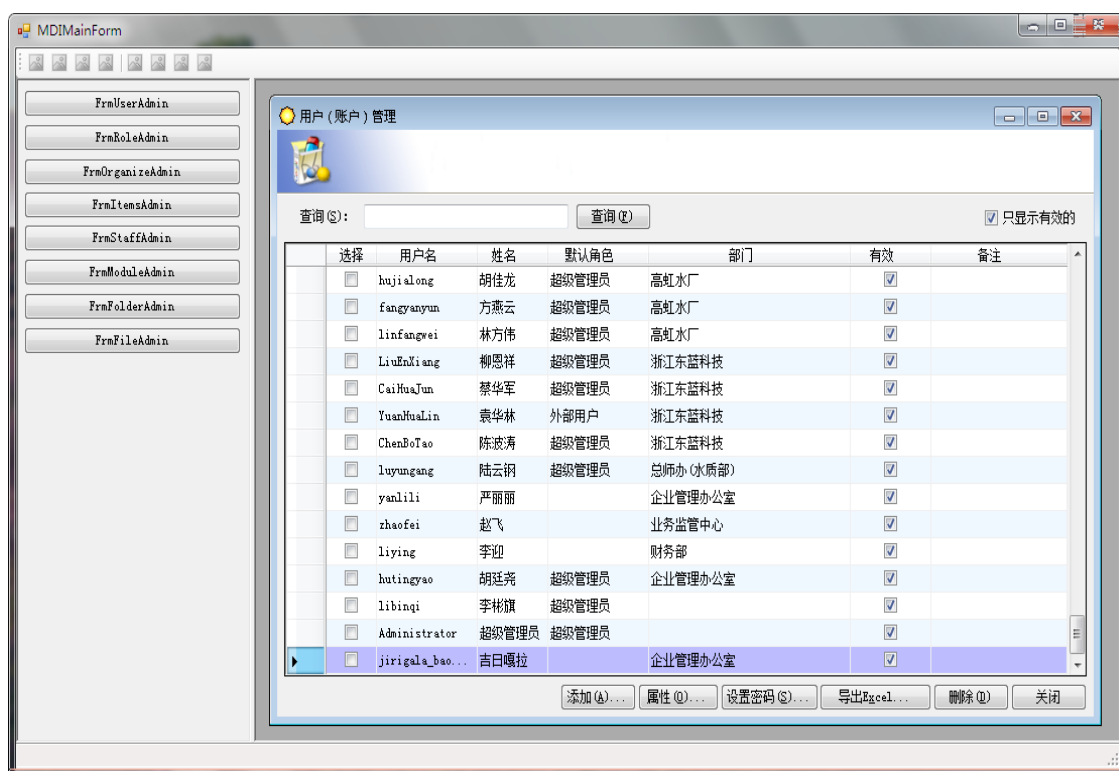 MDIMainForm
FrmUserAdmin
FrmRoleAdmin
FrmOrganizeAdmin
FrmItemsAdmin
FrmStaffAdmin
FrmModuleAdmin
FrmFolderAdmin
FrmFileAdmin
用户(账户)管理
查询(S): 查询(F) 只显示有效的
选择 用户名 姓名 默认角色 部门 有效 备注
hujialong 胡佳龙 超级管理员 高虹水厂
fangyanyun 方燕云 超级管理员 高虹水厂
linfangwei 林方伟 超级管理员 高虹水厂
LiuEnXiang 柳恩祥 超级管理员 浙江东蓝科技
CaiHuaJun 蔡华军 超级管理员 浙江东蓝科技
YuanHuaLin 袁华林 外部用户 浙江东蓝科技
ChenBoTao 陈波涛 超级管理员 浙江东蓝科技
luyungang 陆云钢 超级管理员 总师办(水质部)
yanlili 严丽丽 企业管理办公室
zhaofei 赵飞 业务监管中心
liying 李迎 财务部
hutingyao 胡廷尧 超级管理员 企业管理办公室
libinqi 李彬旗 超级管理员
Administrator 超级管理员 超级管理员
jirigala_bao... 吉日嘎拉 企业管理办公室
添加(A)... 属性(O)... 设置密码(S)... 导出Excel... 删除(D) 关闭